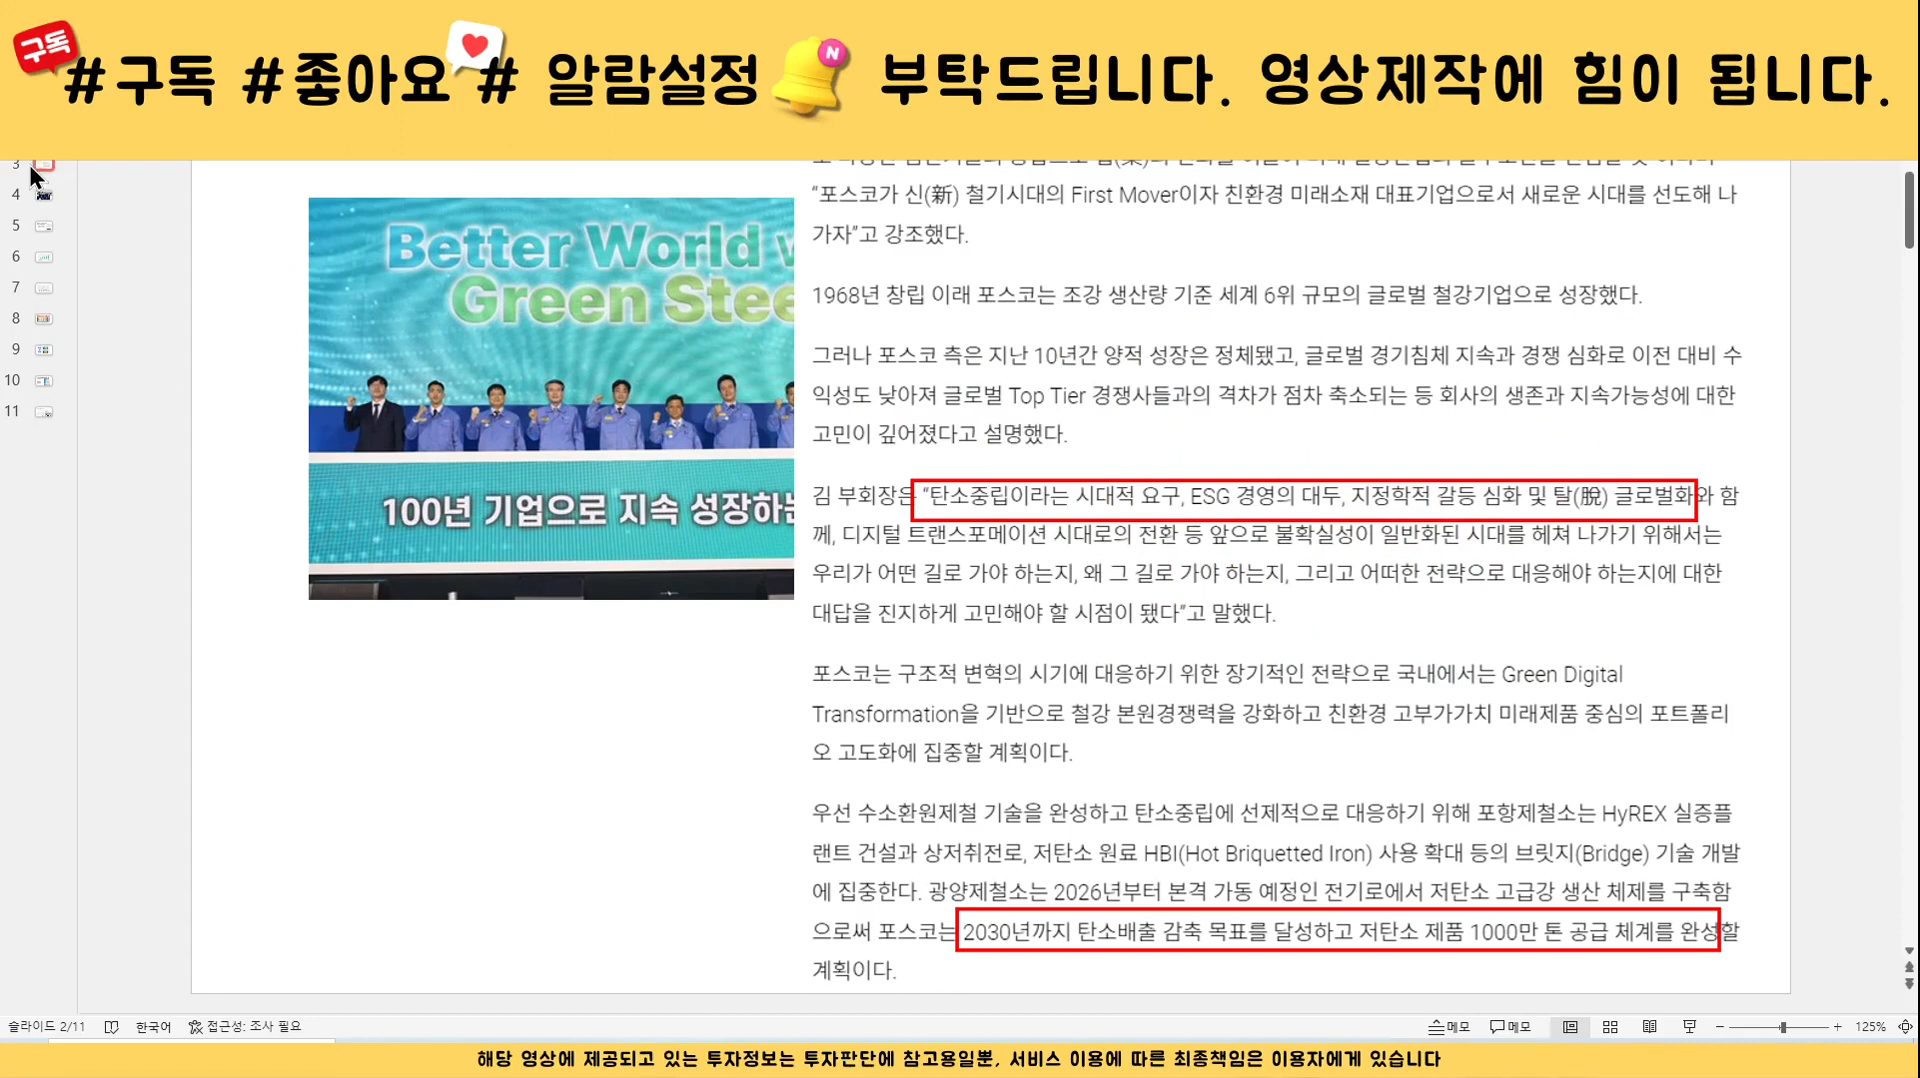 구독
#구독 #좋아요 # 알람설정 N 부탁드립니다. 영상제작에 힘이 됩니다.
3
4
5
6
7
8
9
10
11
Better World
Green Stee
100년 기업으로 지속 성장하는
"포스코가 신(新) 철기시대의 First Mover이자 친환경 미래소재 대표기업으로서 새로운 시대를 선도해 나
가자"고 강조했다.
1968년 창립 이래 포스코는 조강 생산량 기준 세계 6위 규모의 글로벌 철강기업으로 성장했다.
그러나 포스코 측은 지난 10년간 양적 성장은 정체됐고, 글로벌 경기침체 지속과 경쟁 심화로 이전 대비 수
익성도 낮아져 글로벌 Top Tier 경쟁사들과의 격차가 점차 축소되는 등 회사의 생존과 지속가능성에 대한
고민이 깊어졌다고 설명했다.
김 부회장은 "탄소중립이라는 시대적 요구, ESG 경영의 대두, 지정학적 갈등 심화 및 탈(脫) 글로벌화와 함
께, 디지털 트랜스포메이션 시대로의 전환 등 앞으로 불확실성이 일반화된 시대를 헤쳐 나가기 위해서는
우리가 어떤 길로 가야 하는지, 왜 그 길로 가야 하는지, 그리고 어떠한 전략으로 대응해야 하는지에 대한
대답을 진지하게 고민해야 할 시점이 됐다"고 말했다.
포스코는 구조적 변혁의 시기에 대응하기 위한 장기적인 전략으로 국내에서는 Green Digital
Transformation을 기반으로 철강 본원경쟁력을 강화하고 친환경 고부가가치 미래제품 중심의 포트폴리
오 고도화에 집중할 계획이다.
우선 수소환원제철 기술을 완성하고 탄소중립에 선제적으로 대응하기 위해 포항제철소는 HyREX 실증플
랜트 건설과 상저취전로, 저탄소 원료 HBI(Hot Briquetted Iron) 사용 확대 등의 브릿지(Bridge) 기술 개발
에 집중한다. 광양제철소는 2026년부터 본격 가동 예정인 전기로에서 저탄소 고급강 생산 체제를 구축함
으로써 포스코는 2030년까지 탄소배출 감축 목표를 달성하고 저탄소 제품 1000만 톤 공급 체계를 완성할
계획이다.
슬라이드 2/11 한국어 접근성: 조사 필요 메모 메모 125%
해당 영상에 제공되고 있는 투자정보는 투자판단에 참고용일뿐, 서비스 이용에 따른 최종책임은 이용자에게 있습니다